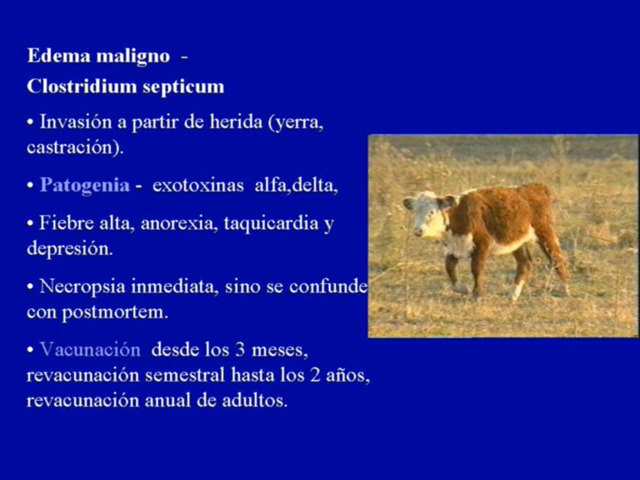 Edema maligno -
Clostridium septicum
• Invasión a partir de herida (yerra,
castración).
• Patogenia - exotoxinas alfa,delta,
• Fiebre alta, anorexia, taquicardia y
depresión.
• Necropsia inmediata, sino se confunde
con postmortem.
• Vacunación desde los 3 meses,
revacunación semestral hasta los 2 años,
revacunación anual de adultos.